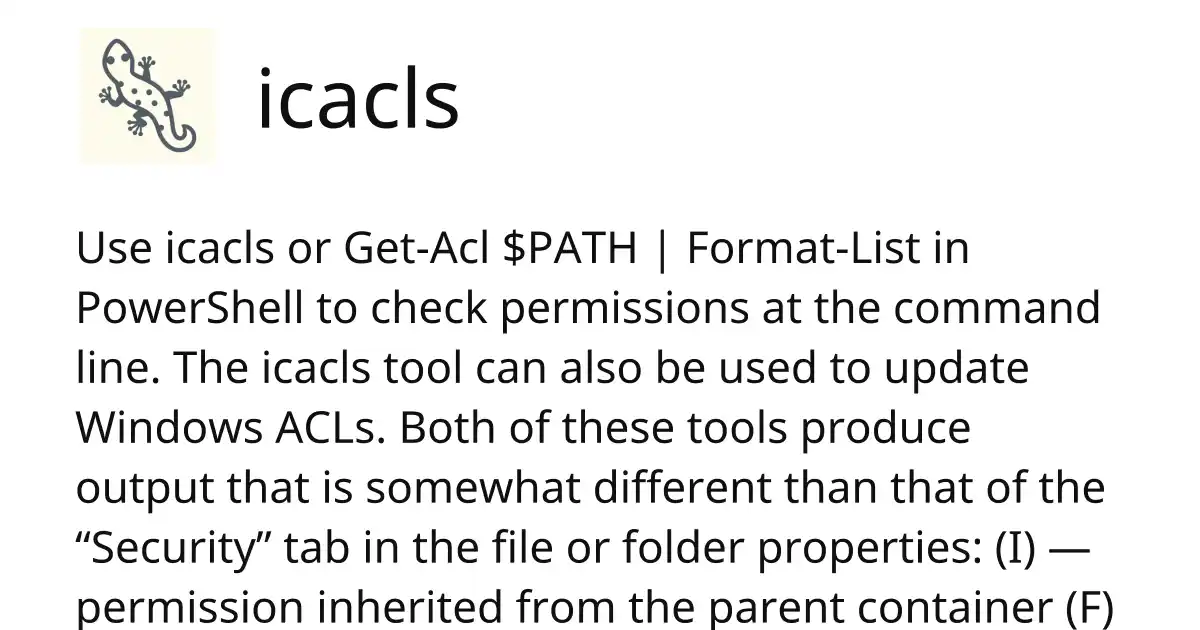 icacls
Use icacls or Get-Acl $PATH | Format-List in
PowerShell to check permissions at the command
line. The icacls tool can also be used to update
Windows ACLs. Both of these tools produce
output that is somewhat different than that of the
“Security” tab in the file or folder properties: (I) —
permission inherited from the parent container (F)